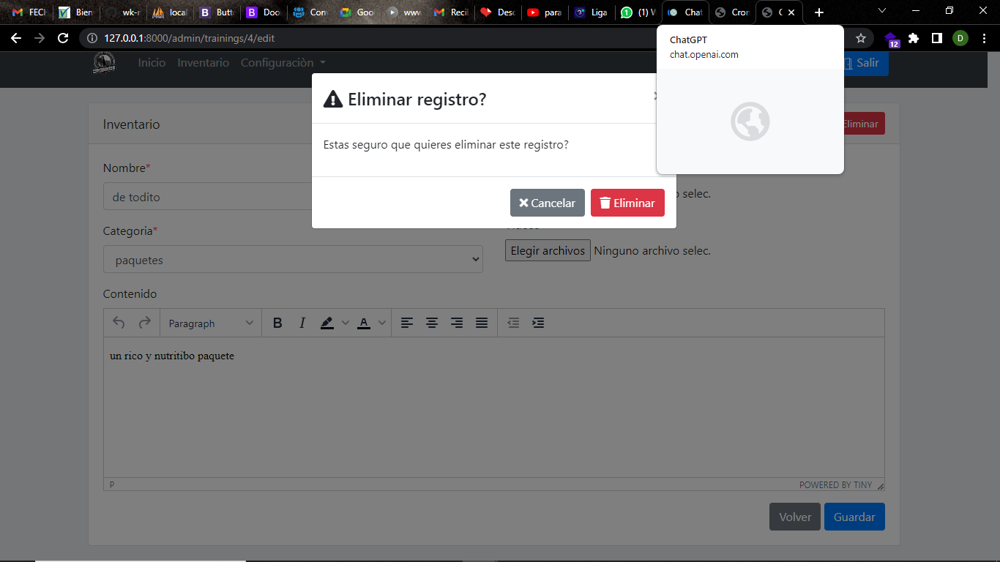 FECH Bien wk-r local Butt Doo Con Goo www Recil Desc para Liga (1) W Chat Cron
127.0.0.1:8000/admin/trainings/4/edit
12
D
ChatGPT
chat.openai.com
CRONKOS
Inicio Inventario Configuraciòn Salir
Eliminar registro?
Inventario
Eliminar
Estas seguro que quieres eliminar este registro?
Nombre*
de todito
selec.
Cancelar Eliminar
Categoria*
paquetes
Elegir archivos Ninguno archivo selec.
Contenido
Paragraph B I A
un rico y nutritibo paquete
P
POWERED BY TINY
Volver Guardar